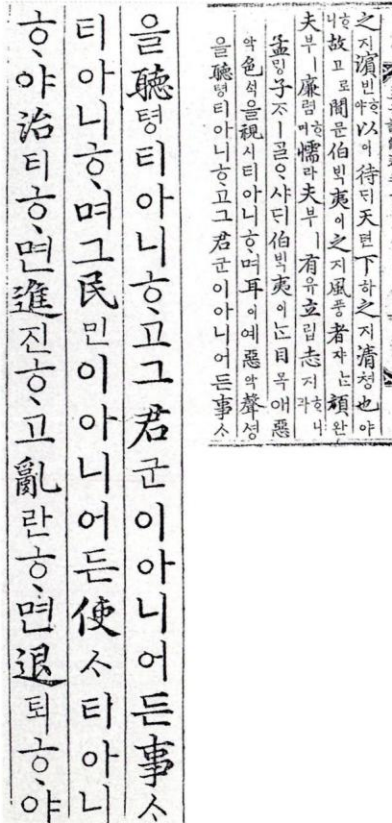 之지濱빈ᄒᆞ야以이待ᄃᆡ天텬下하之지清쳥也야
ᄒᆞ니故고로聞문伯ᄇᆡᆨ夷이之지風풍者쟈ᄂᆞᆫ頑완
夫부ㅣ廉렴ᄒᆞ며懦라夫부ㅣ有유立립志지ᄒᆞ니라
孟ᄆᆡᆼ子ᄌᆞㅣᄀᆞᆯᄋᆞ샤ᄃᆡ伯ᄇᆡᆨ夷이ᄂᆞᆫ目목애惡
악色ᄉᆡᆨ을視시티아니ᄒᆞ며耳이예惡악聲셩
을聽텽티아니ᄒᆞ고그君군이아니어든事ᄉᆞ
을聽텽티아니ᄒᆞ고그君군이아니어든事ᄉᆞ
티아니ᄒᆞ며그民민이아니어든使ᄉᆞ티아니
ᄒᆞ야治티ᄒᆞ면進진ᄒᆞ고亂란ᄒᆞ면退퇴ᄒᆞ야